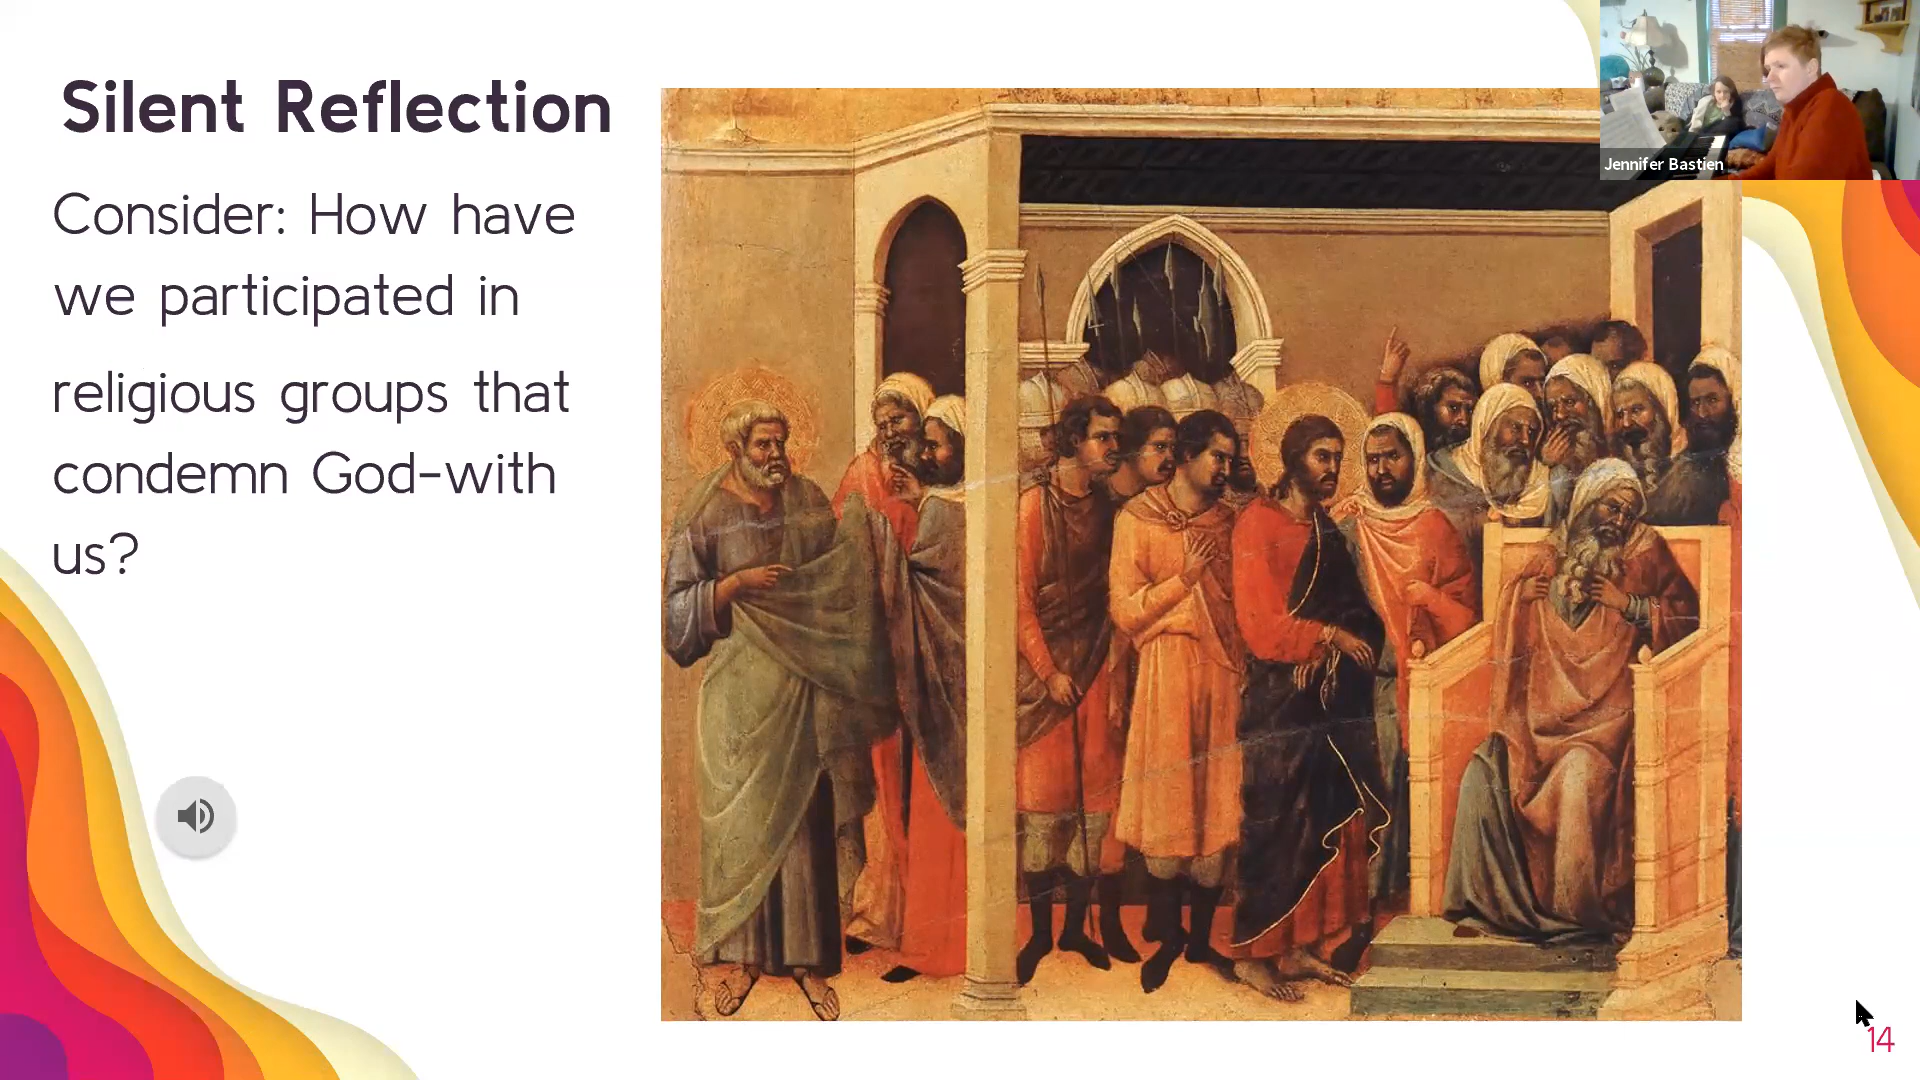 Silent Reflection
Consider: How have
we participated in
religious groups that
condemn God-with
us?
Jennifer Bastien
14